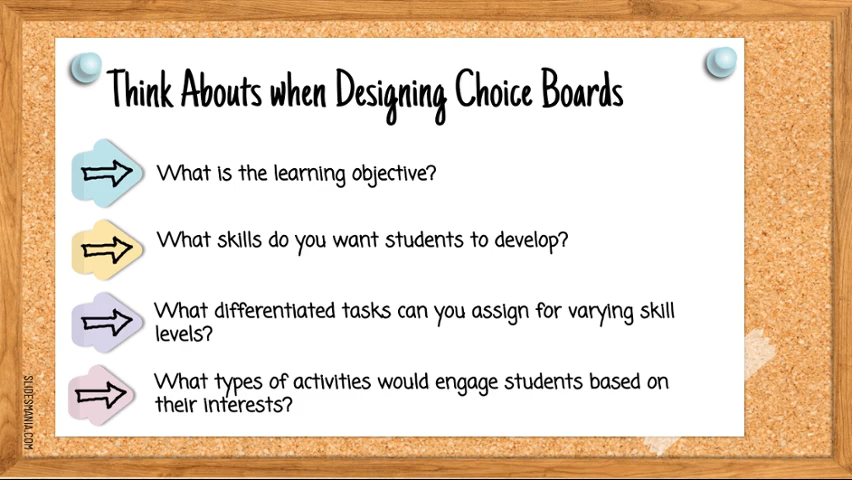 Think Abouts when Designing Choice Boards
What is the learning objective?
What skills do you want students to develop?
What differentiated tasks can you assign for varying skill
levels?
What types of activities would engage students based on
their interests?
SLIDESMANIA.COM